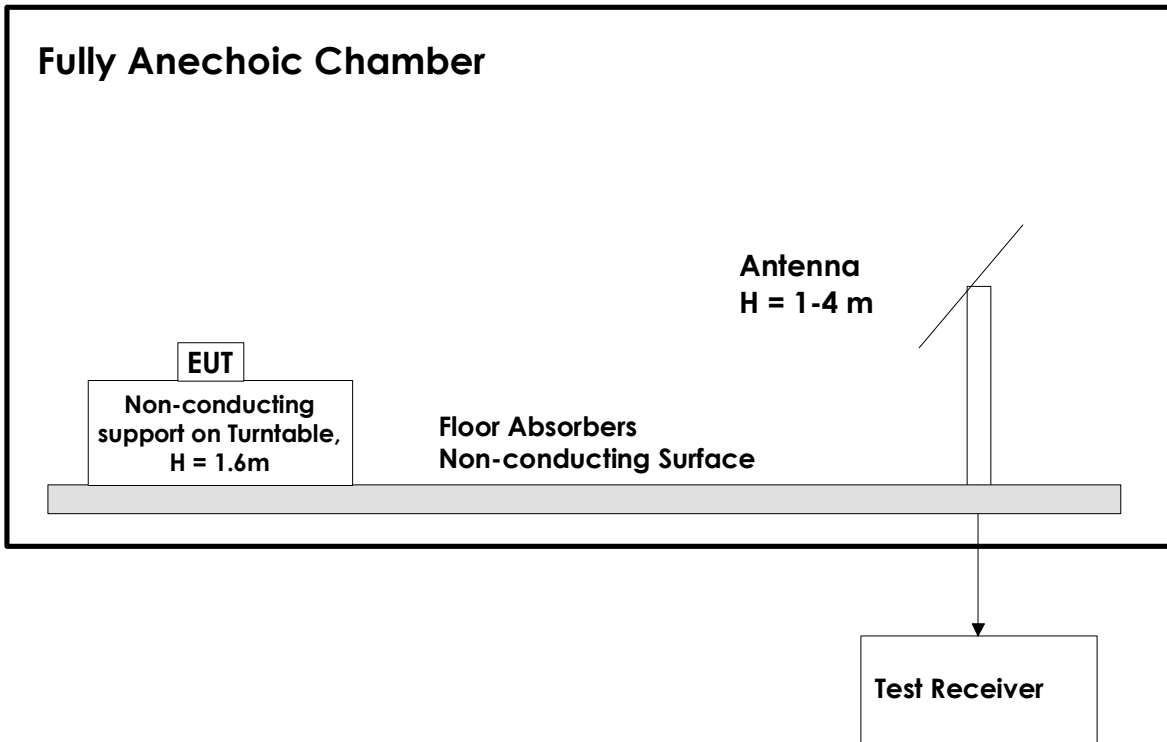 Fully Anechoic Chamber
Antenna
H = 1-4 m
EUT
Non-conducting
support on Turntable,
H = 1.6m
Floor Absorbers
Non-conducting Surface
Test Receiver